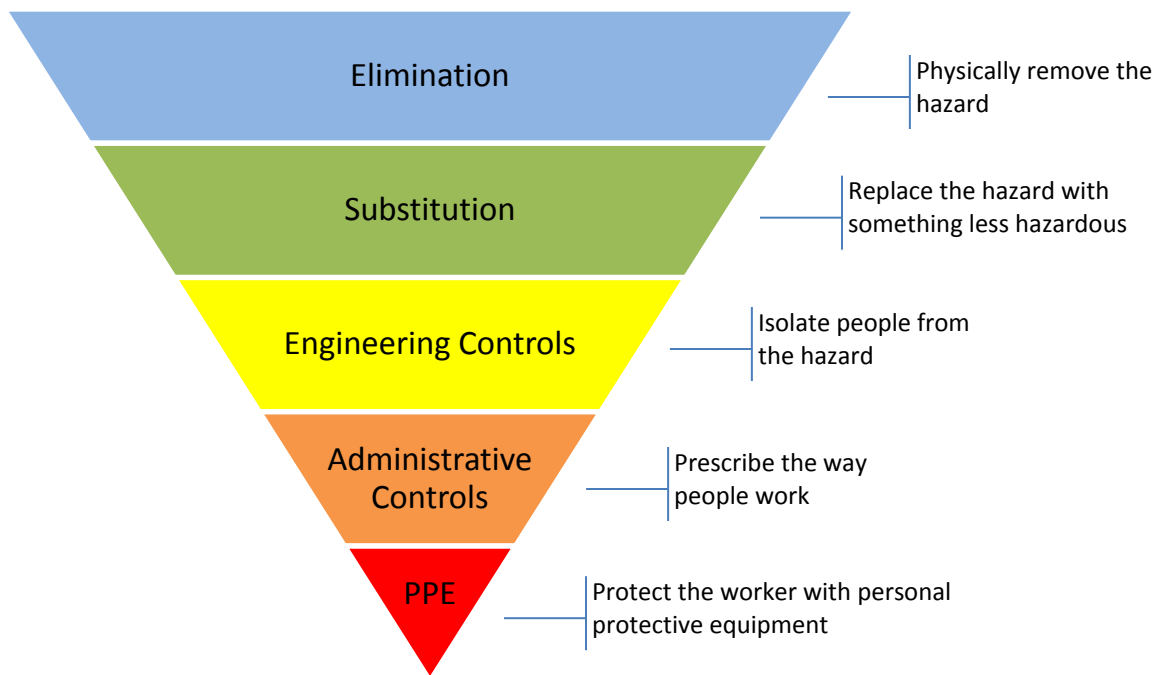 Elimination
Physically remove the
hazard
Substitution
Replace the hazard with
something less hazardous
Engineering Controls
Isolate people from
the hazard
Administrative
Controls
Prescribe the way
people work
PPE
Protect the worker with personal
protective equipment